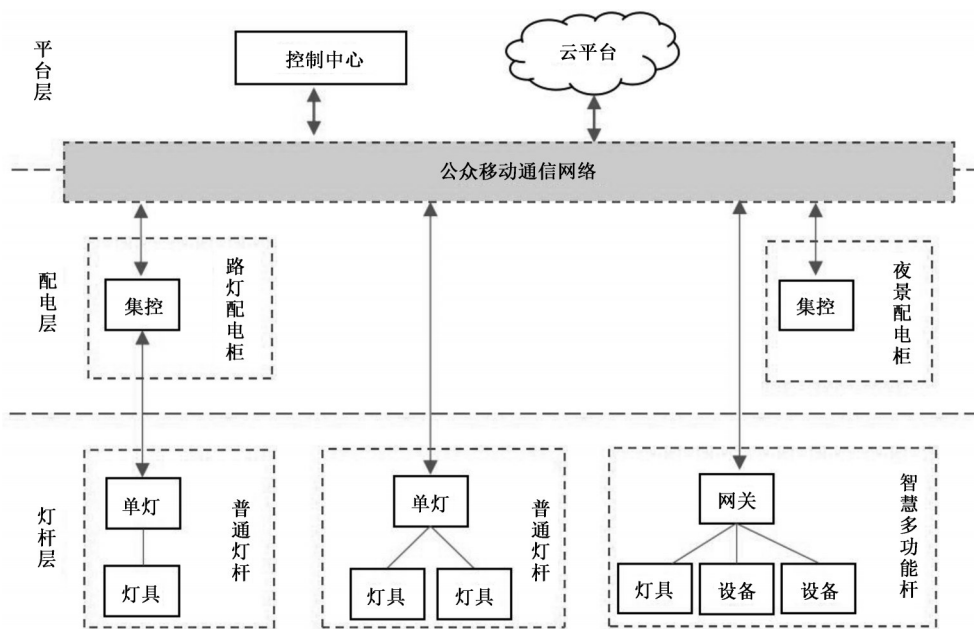 平台层
控制中心
云平台
公众移动通信网络
配电层
集控
路灯配电柜
集控
夜景配电柜
灯杆层
单灯
灯具
普通灯杆
单灯
灯具
灯具
普通灯杆
网关
灯具
设备
设备
智慧多功能杆